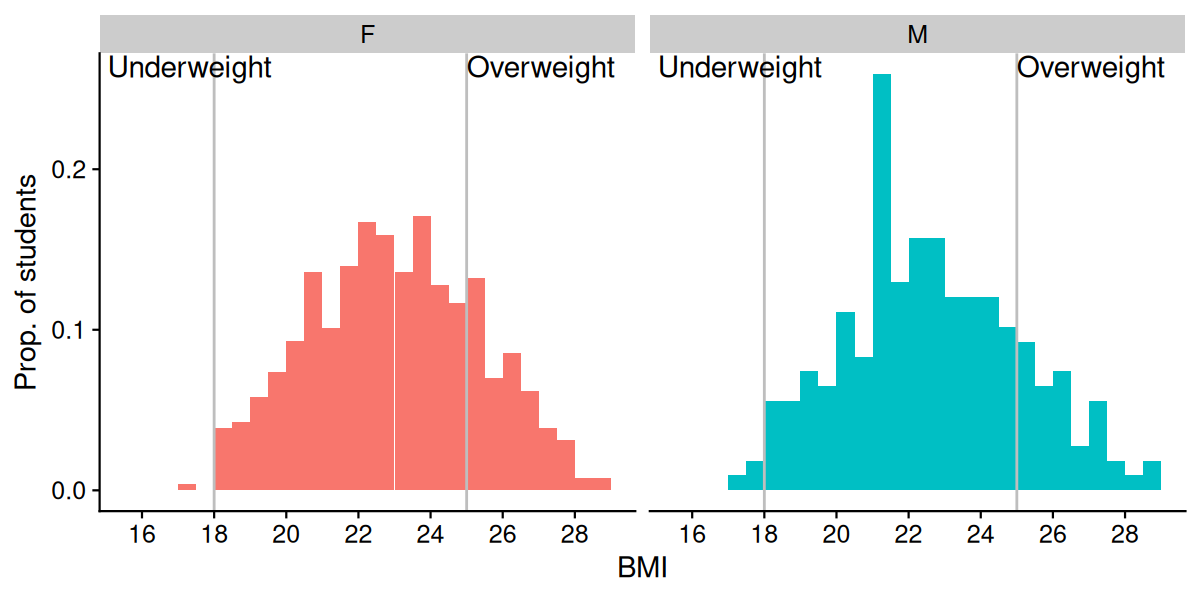 F
M
Underweight
Overweight
Underweight
Overweight
Prop. of students
0.2
0.1
0.0
16 18 20 22 24 26 28
16 18 20 22 24 26 28
BMI